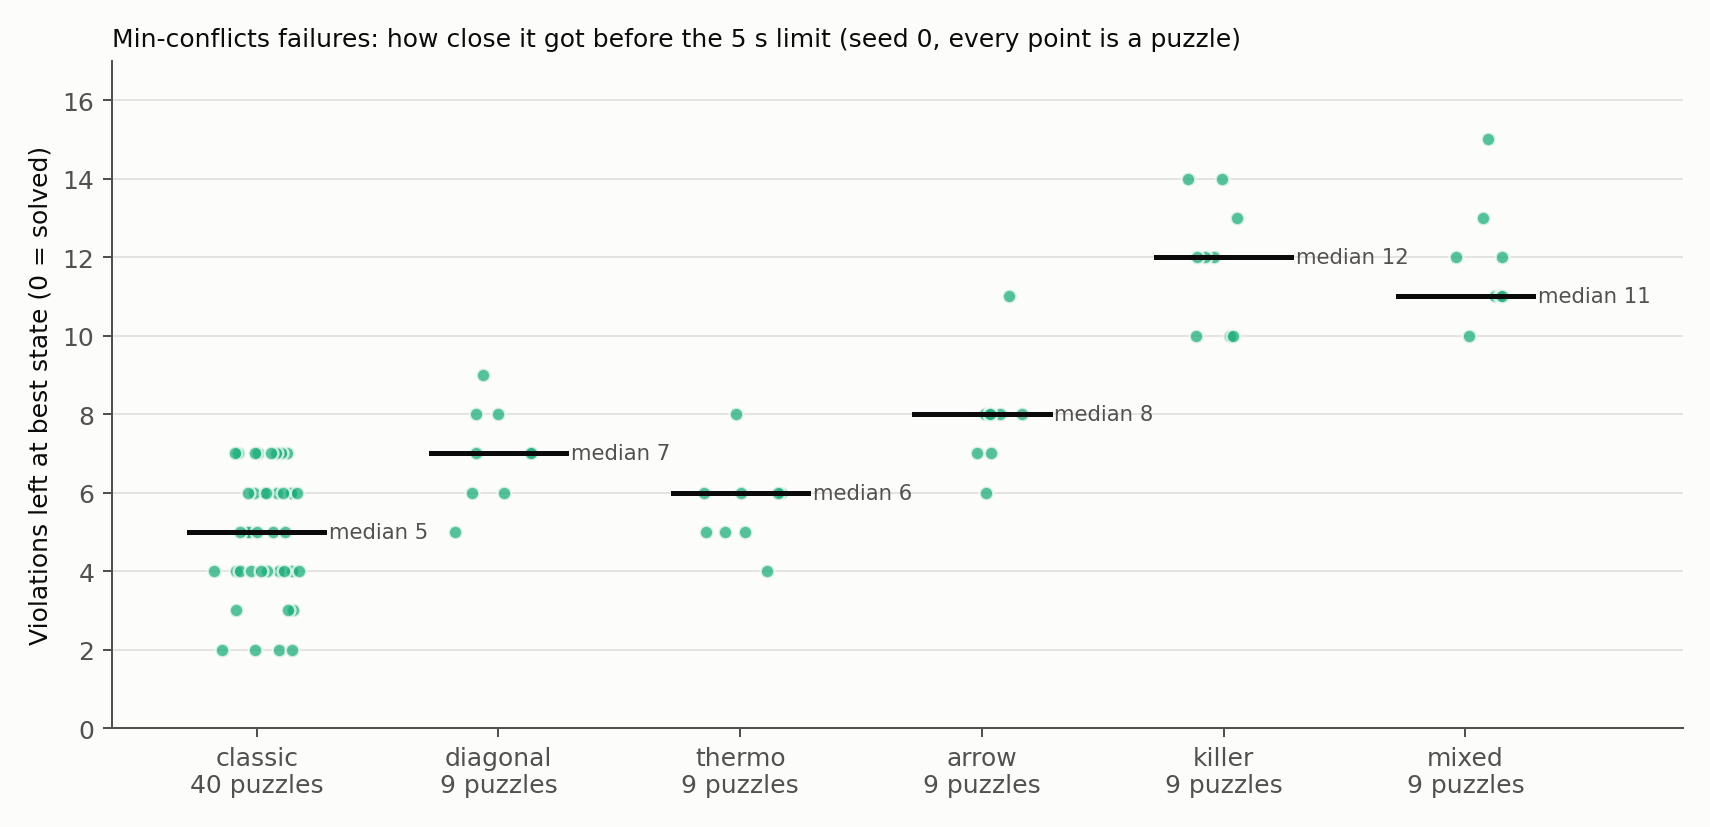 Min-conflicts failures: how close it got before the 5 s limit (seed 0, every point is a puzzle)
Violations left at best state (0 = solved)
16
14
12
10
8
6
4
2
0
median 5
median 7
median 6
median 8
median 12
median 11
classic
40 puzzles
diagonal
9 puzzles
thermo
9 puzzles
arrow
9 puzzles
killer
9 puzzles
mixed
9 puzzles